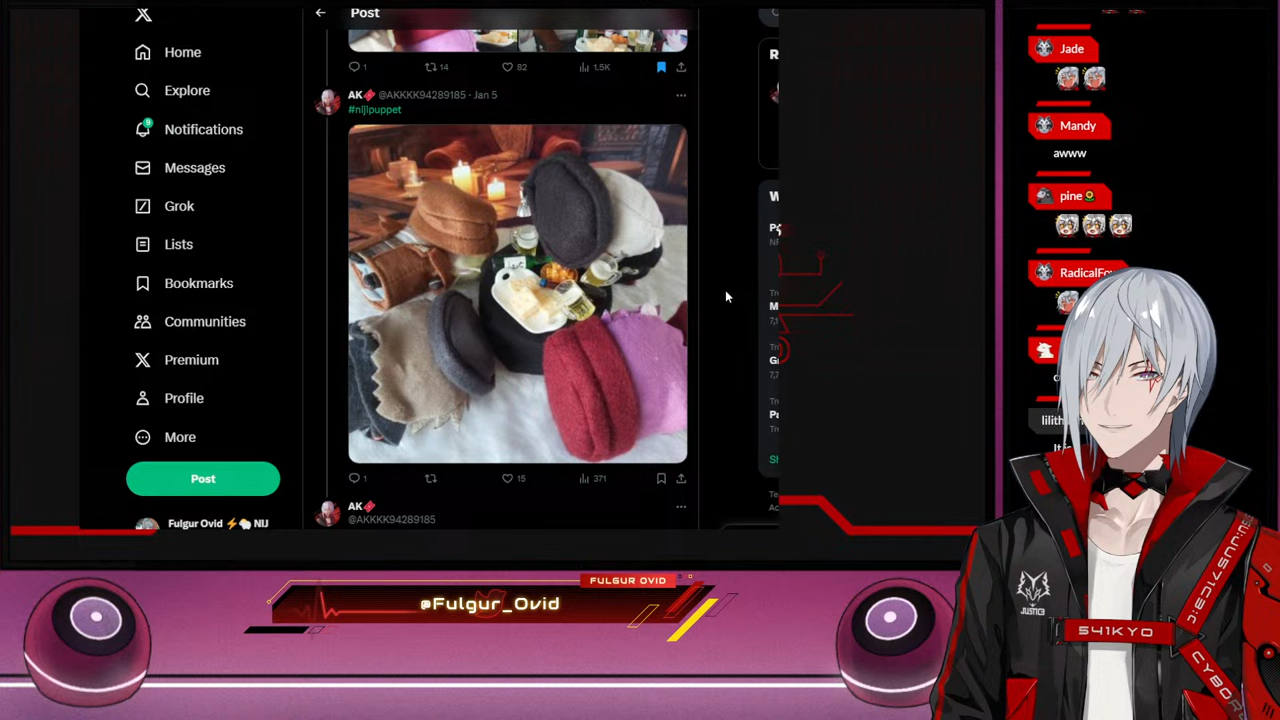 Post
Home
Explore
Notifications
9
Messages
Grok
Lists
Bookmarks
Communities
Premium
Profile
More
Post
Fulgur Ovid ⚡🐑 NIJ
1
14
82
1.5K
AK @AKKKK94289185 · Jan 5
#nijipuppet
1
15
371
AK
@AKKKK94289185
Jade
Mandy
awww
pine
FULGUR OVID
@Fulgur_Ovid
JUSTIC3
541KYO